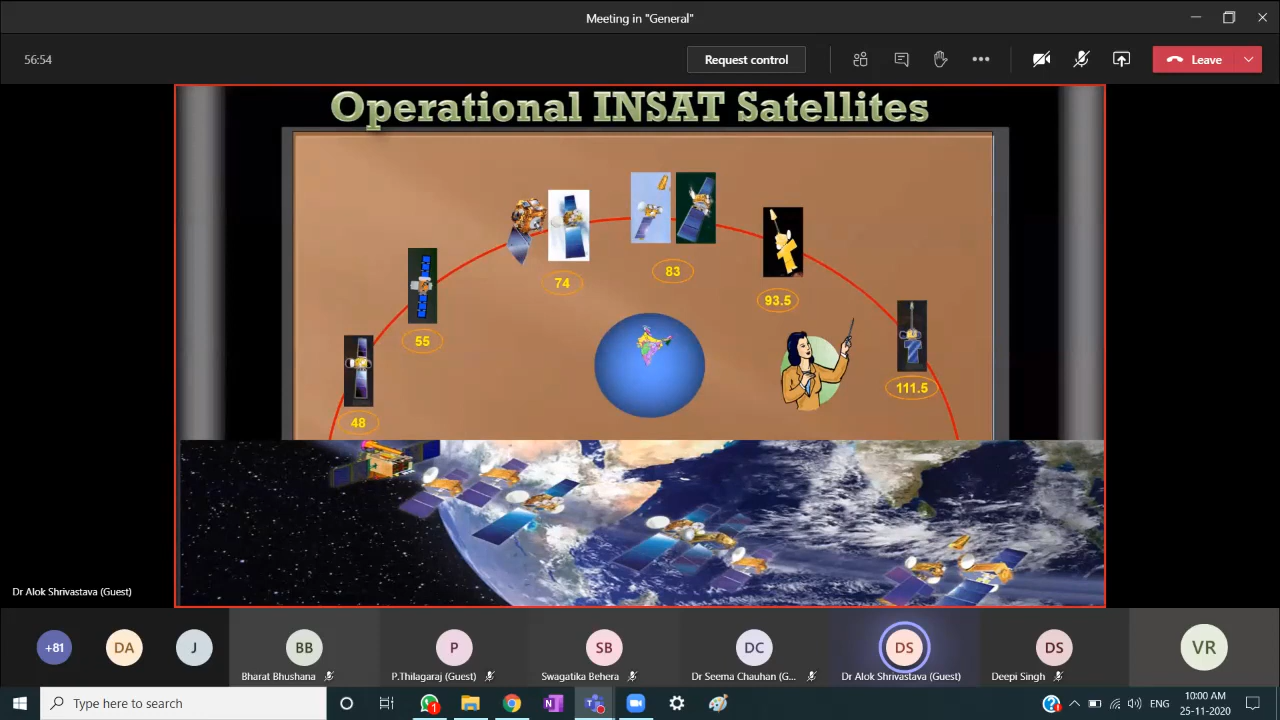 Meeting in "General"
56:54
Request control
Leave
Operational INSAT Satellites
74
83
93.5
55
111.5
48
Dr Alok Shrivastava (Guest)
+81
DA
J
BB
P
SB
DC
DS
DS
VR
Bharat Bhushana
P.Thilagaraj (Guest)
Swagatika Behera
Dr Seema Chauhan (G...
Dr Alok Shrivastava (Guest)
Deepi Singh
Type here to search
1
N
ENG
10:00 AM
25-11-2020